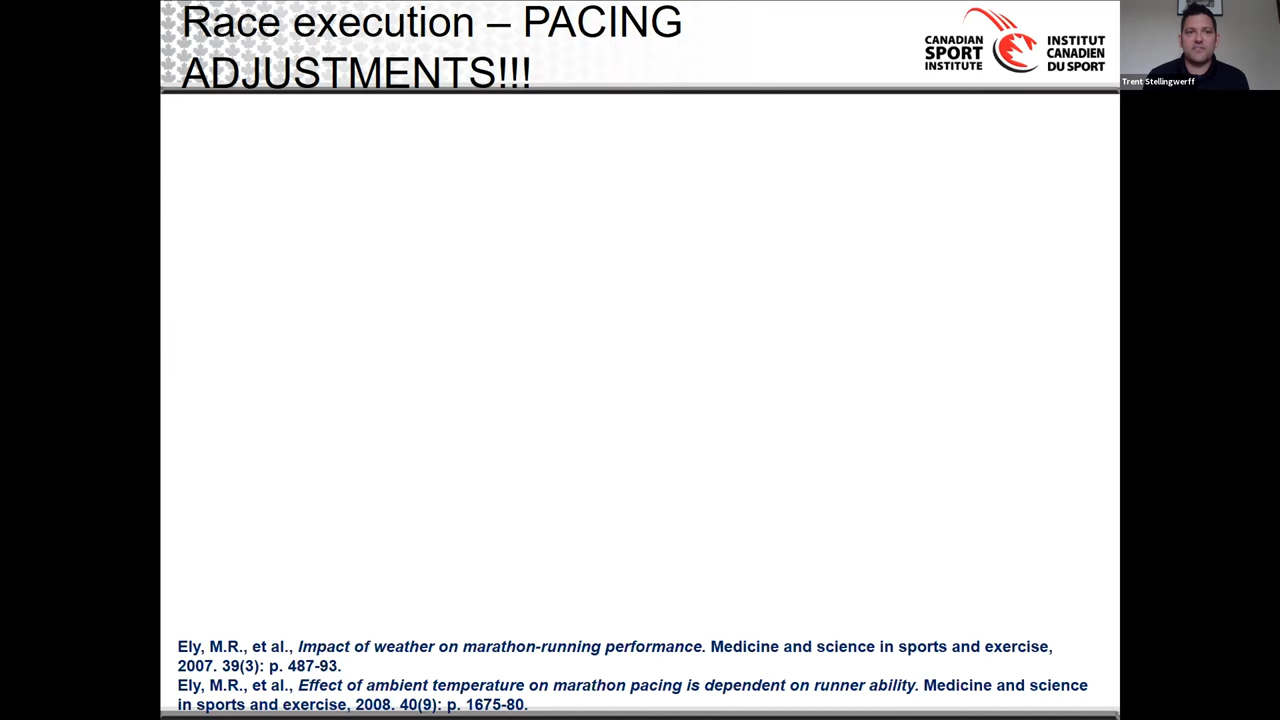 Race execution – PACING
ADJUSTMENTS!!!
CANADIAN
SPORT
INSTITUTE
INSTITUT
CANADIEN
DU SPORT
Trent Stellingwerff
Ely, M.R., et al., Impact of weather on marathon-running performance. Medicine and science in sports and exercise,
2007. 39(3): p. 487-93.
Ely, M.R., et al., Effect of ambient temperature on marathon pacing is dependent on runner ability. Medicine and science
in sports and exercise, 2008. 40(9): p. 1675-80.